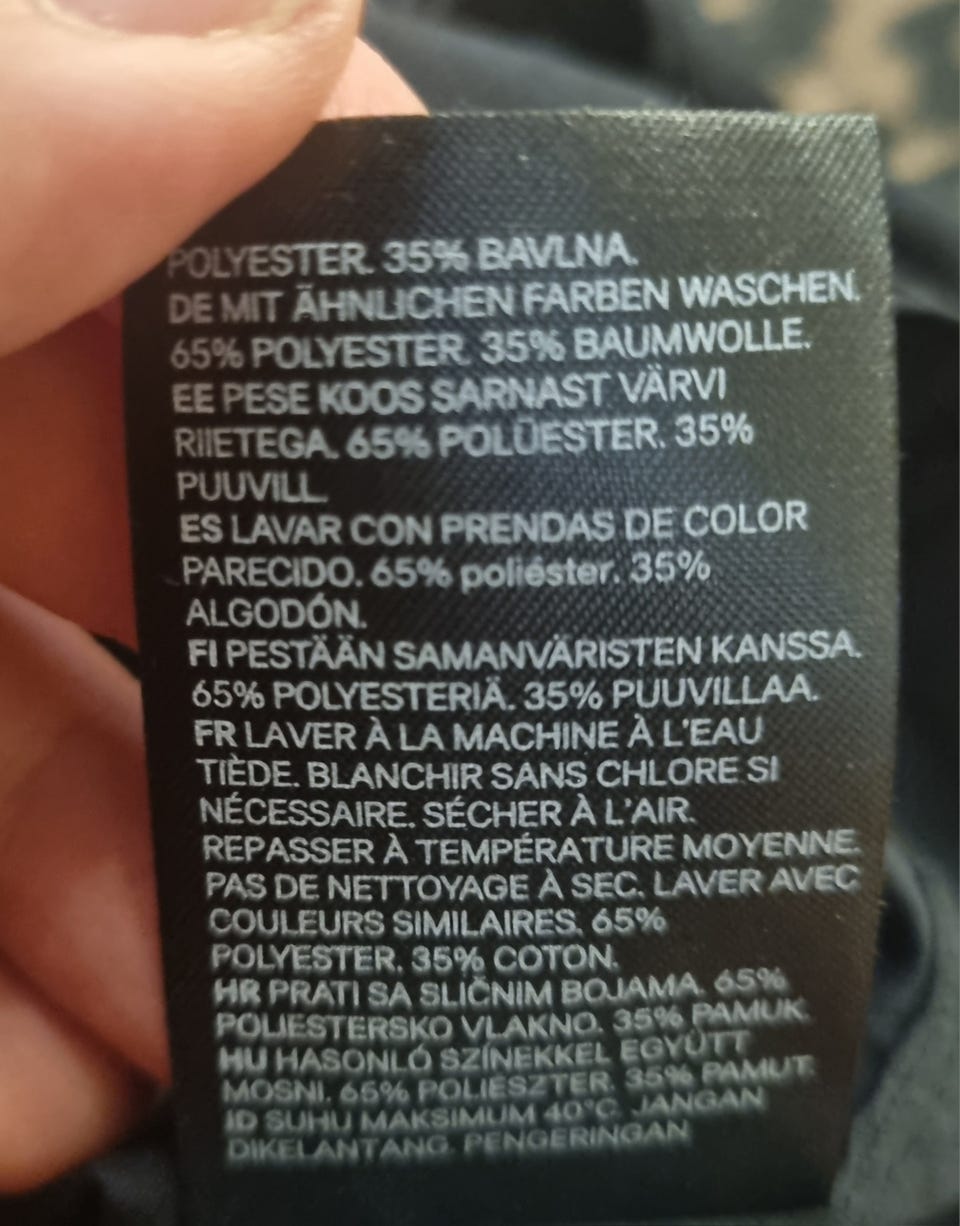 POLYESTER. 35% BAVLNA.
DE MIT ÄHNLICHEN FARBEN WASCHEN.
65% POLYESTER. 35% BAUMWOLLE.
EE PESE KOOS SARNAST VÄRVI
RIIETEGA. 65% POLÜESTER. 35%
PUUVILL.
ES LAVAR CON PRENDAS DE COLOR
PARECIDO. 65% poliéster. 35%
ALGODÓN.
FI PESTÄÄN SAMANVÄRISTEN KANSSA.
65% POLYESTERIÄ. 35% PUUVILLAA.
FR LAVER À LA MACHINE À L'EAU
TIÈDE. BLANCHIR SANS CHLORE SI
NÉCESSAIRE. SÉCHER À L'AIR.
REPASSER À TEMPÉRATURE MOYENNE.
PAS DE NETTOYAGE À SEC. LAVER AVEC
COULEURS SIMILAIRES. 65%
POLYESTER. 35% COTON.
HR PRATI SA SLIČNIM BOJAMA. 65%
POLIESTERSKO VLAKNO. 35% PAMUK.
HU HASONLÓ SZÍNEKKEL EGYÜTT
MOSNI. 65% POLIESZTER. 35% PAMUT.
ID SUHU MAKSIMUM 40°C. JANGAN
DIKELANTANG. PENGERINGAN